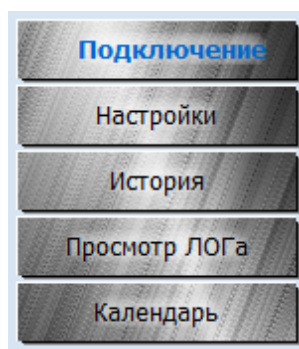 Подключение
Настройки
История
Просмотр ЛОГа
Календарь